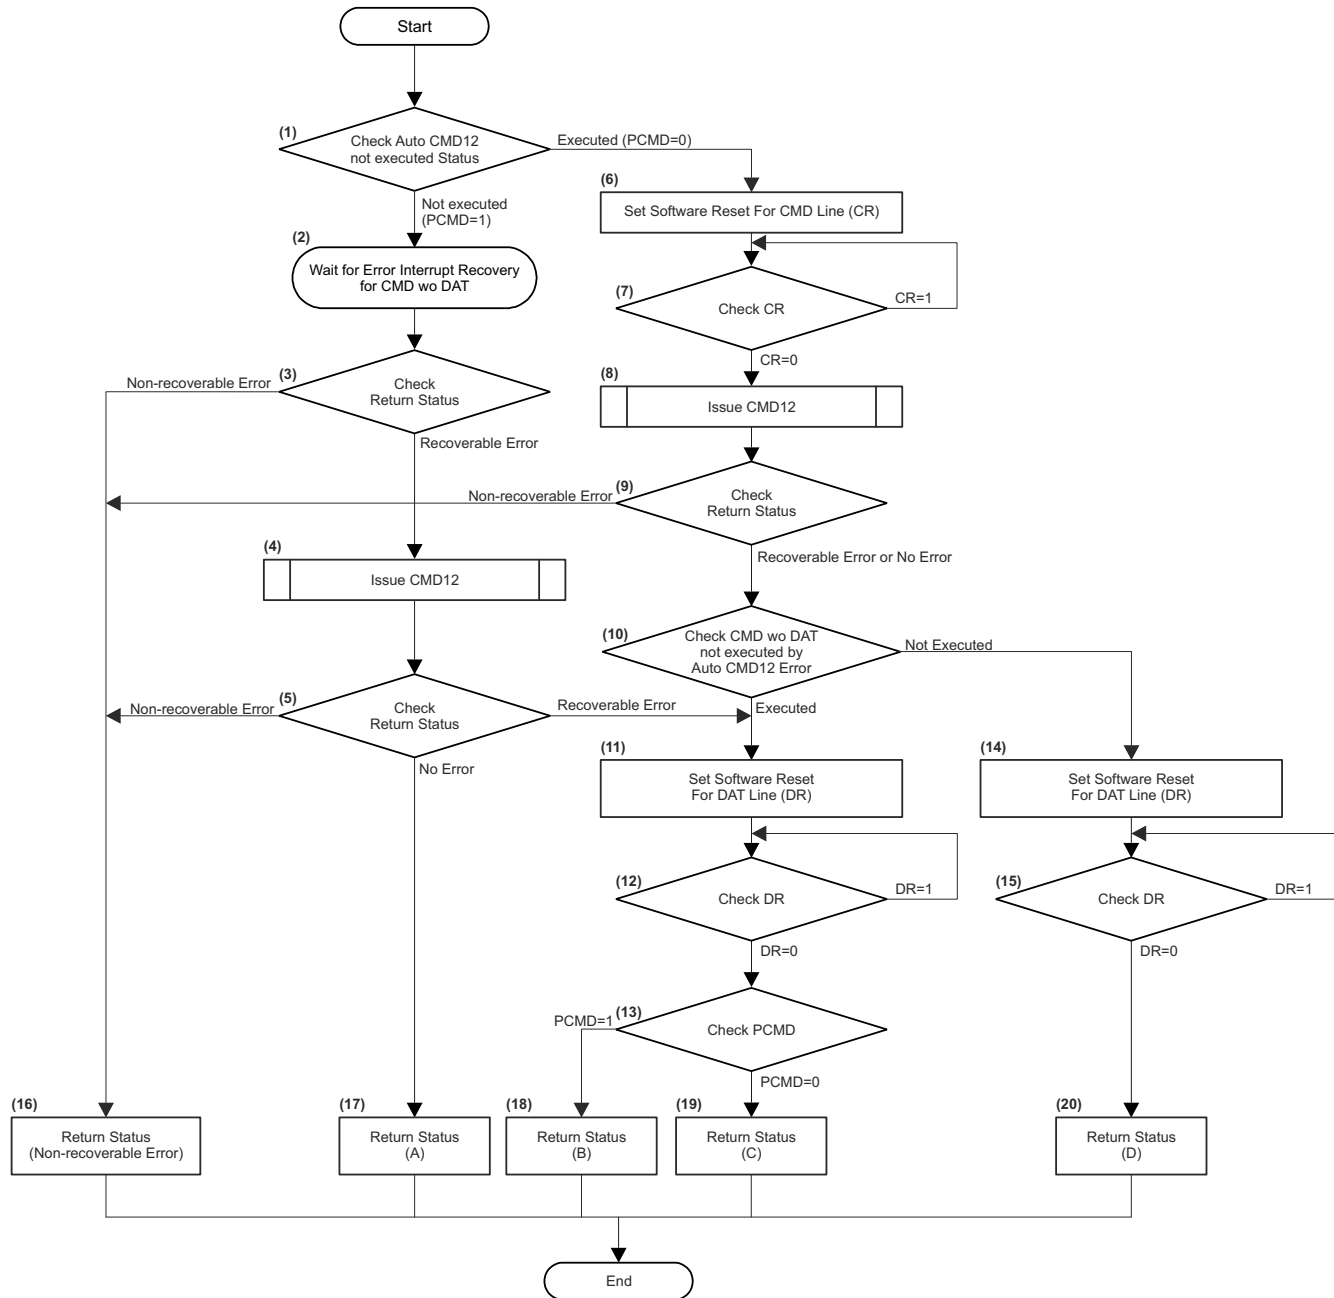 Start
(1)
Check Auto CMD12
not executed Status
Executed (PCMD=0)
Not executed
(PCMD=1)
(6)
Set Software Reset For CMD Line (CR)
(2)
Wait for Error Interrupt Recovery
for CMD wo DAT
(7)
Check CR
CR=1
CR=0
(3)
Non-recoverable Error
Check
Return Status
Recoverable Error
(8)
Issue CMD12
(9)
Non-recoverable Error
Check
Return Status
Recoverable Error or No Error
(4)
Issue CMD12
(10)
Check CMD wo DAT
not executed by
Auto CMD12 Error
Not Executed
Executed
(5)
Non-recoverable Error
Check
Return Status
Recoverable Error
No Error
(11)
Set Software Reset
For DAT Line (DR)
(14)
Set Software Reset
For DAT Line (DR)
(12)
Check DR
DR=1
DR=0
(15)
Check DR
DR=1
DR=0
(13)
PCMD=1
Check PCMD
PCMD=0
(16)
Return Status
(Non-recoverable Error)
(17)
Return Status
(A)
(18)
Return Status
(B)
(19)
Return Status
(C)
(20)
Return Status
(D)
End